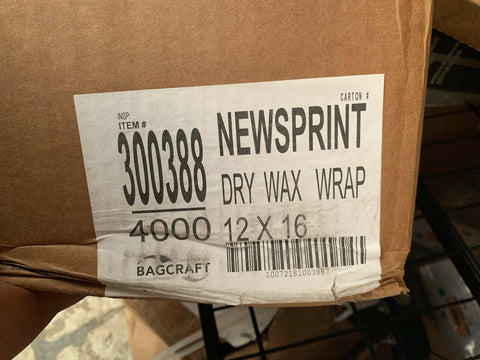 INSP
ITEM #
300388
4000
BAGCRAFT
CARTON #
NEWSPRINT
DRY WAX WRAP
12 X 16
10072181003887